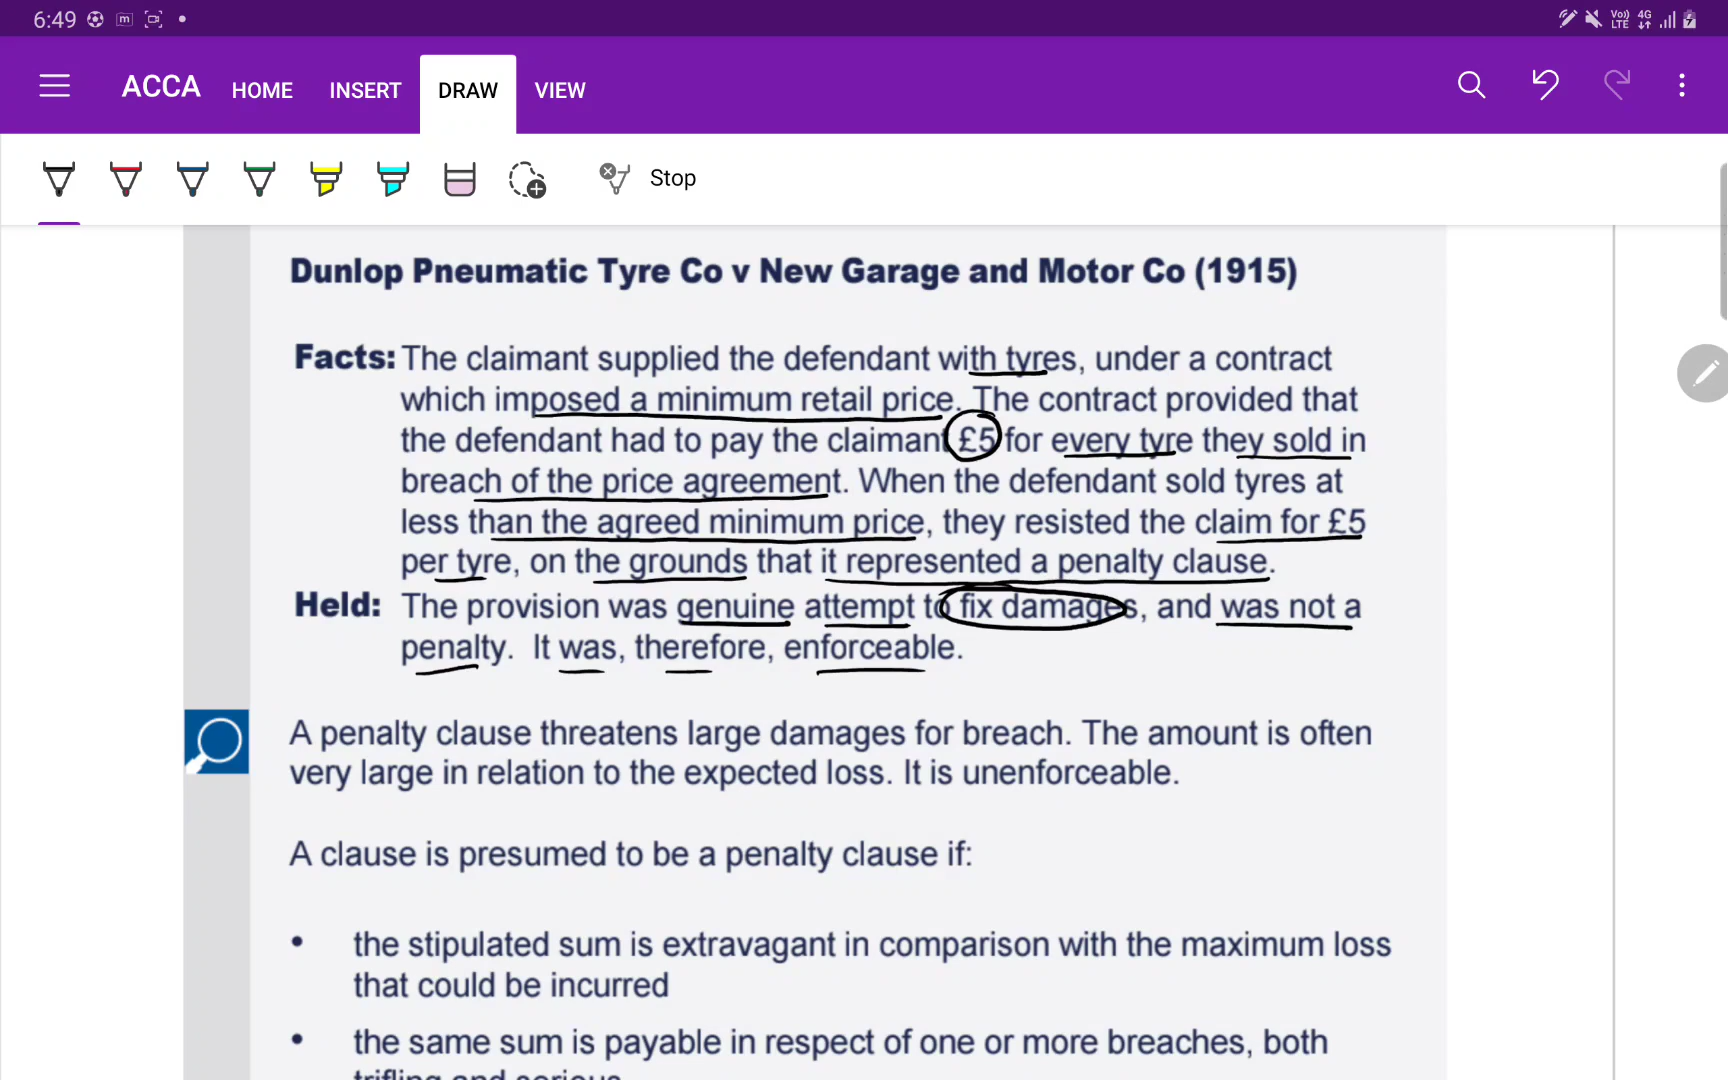 6:49
Vo)) LTE 4G
ACCA HOME INSERT DRAW VIEW
Stop
Dunlop Pneumatic Tyre Co v New Garage and Motor Co (1915)
Facts: The claimant supplied the defendant with tyres, under a contract
which imposed a minimum retail price. The contract provided that
the defendant had to pay the claimant £5 for every tyre they sold in
breach of the price agreement. When the defendant sold tyres at
less than the agreed minimum price, they resisted the claim for £5
per tyre, on the grounds that it represented a penalty clause.
Held: The provision was genuine attempt to fix damages, and was not a
penalty. It was, therefore, enforceable.
A penalty clause threatens large damages for breach. The amount is often
very large in relation to the expected loss. It is unenforceable.
A clause is presumed to be a penalty clause if:
• the stipulated sum is extravagant in comparison with the maximum loss
that could be incurred
• the same sum is payable in respect of one or more breaches, both
trifling and serious